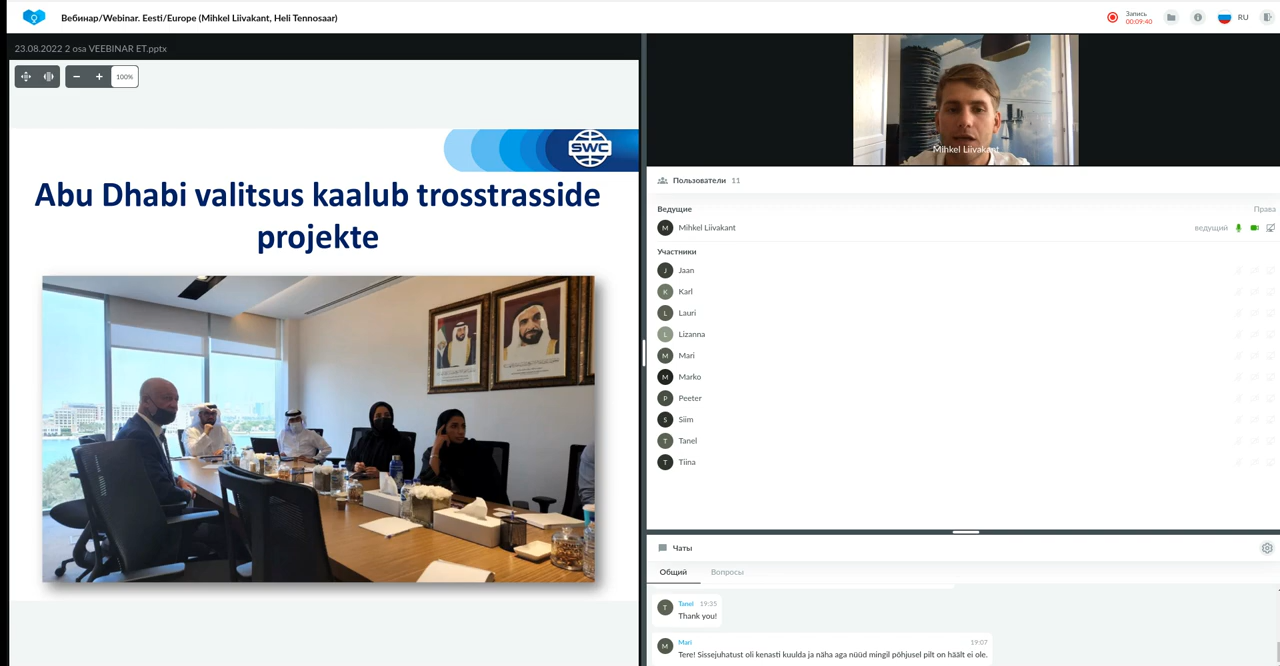 Вебинар/Webinar. Eesti/Europe (Mihkel Liivakant, Heli Tennosaar)
Запись
00:09:40
RU
23.08.2022 2 osa VEEBINAR ET.pptx
100%
SWC
Abu Dhabi valitsus kaalub trosstrasside
projekte
Mihkel Liivakant
Пользователи 11
Ведущие Права
M Mihkel Liivakant ведущий
Участники
J Jaan
K Karl
L Lauri
L Lizanna
M Mari
M Marko
P Peeter
S Siim
T Tanel
T Tiina
Чаты
Общий Вопросы
T Tanel 19:35
Thank you!
M Mari 19:07
Tere! Sissejuhatust oli kenasti kuulda ja näha aga nüüd mingil põhjusel pilt on häält ei ole.